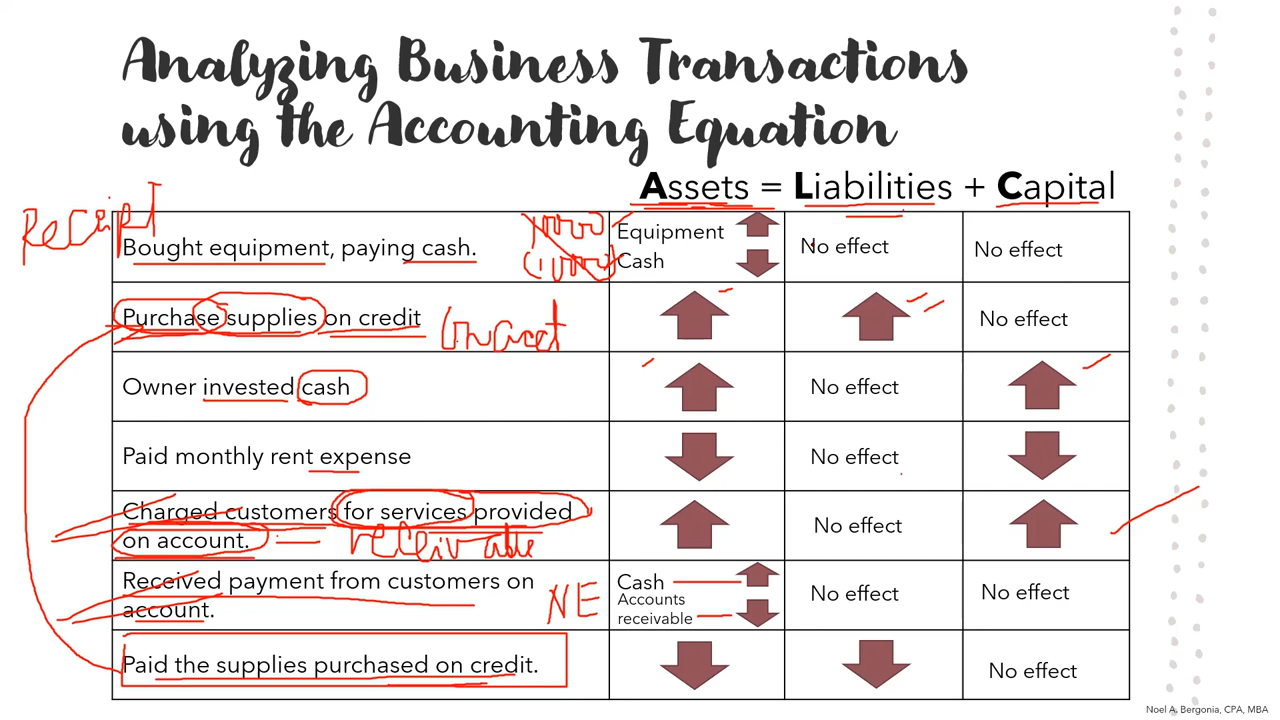 Analyzing Business Transactions
using the Accounting Equation
Assets = Liabilities + Capital
Receipt
Bought equipment, paying cash.
Equipment
Cash
No effect
No effect
Purchase supplies on credit
No effect
Owner invested cash
No effect
Paid monthly rent expense
No effect
Charged customers for services provided
on account.
receivable
No effect
Received payment from customers on
account.
NE
Cash
Accounts
receivable
No effect
No effect
Paid the supplies purchased on credit.
No effect
Noel A. Bergonia, CPA, MBA